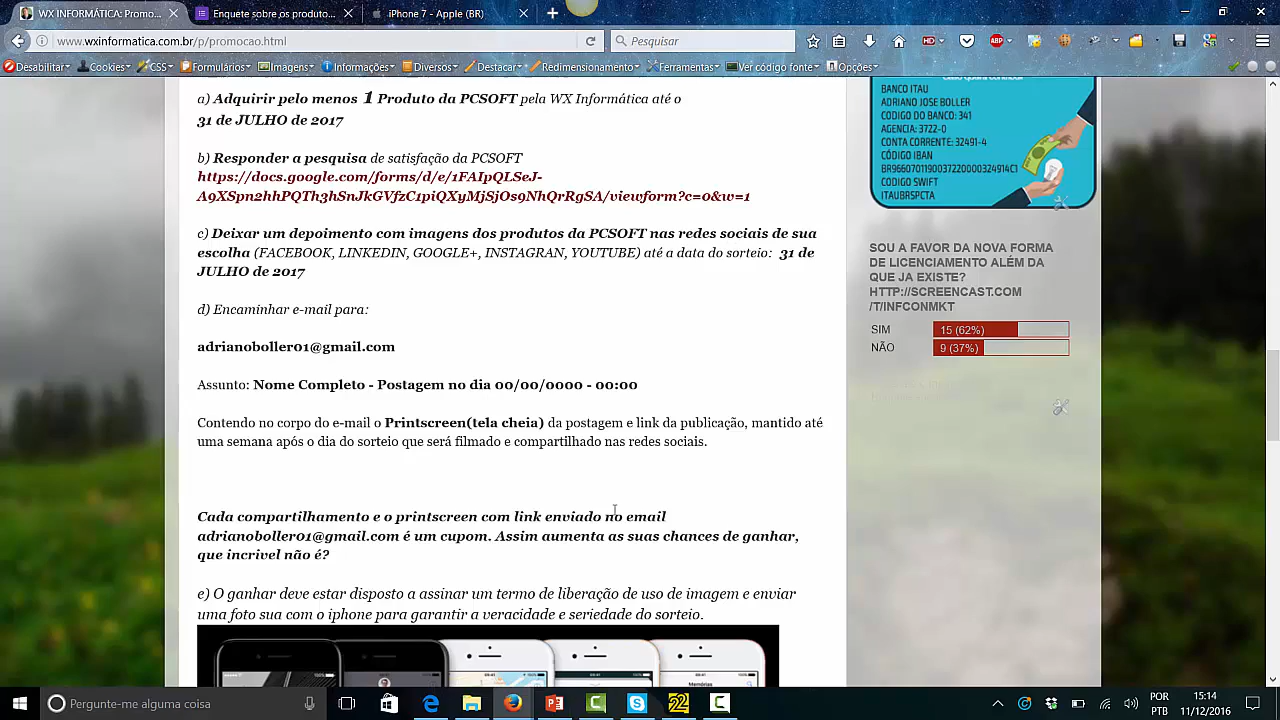 WX INFORMÁTICA: Promo...
Enquete sobre os produto...
iPhone 7 - Apple (BR)
www.wxinformatica.com.br/p/promocao.html
Pesquisar
Desabilitar
Cookies
CSS
Formulários
Imagens
Informações
Diversos
Destacar
Redimensionamento
Ferramentas
Ver código fonte
Opções
a) Adquirir pelo menos 1 Produto da PCSOFT pela WX Informática até o
31 de JULHO de 2017
b) Responder a pesquisa de satisfação da PCSOFT
https://docs.google.com/forms/d/e/1FAIpQLSeJ-
A9XSpn2hhPQTh3hSnJkGVfzC1piQXyMjSjOs9NhQrRgSA/viewform?c=0&w=1
c) Deixar um depoimento com imagens dos produtos da PCSOFT nas redes sociais de sua
escolha (FACEBOOK, LINKEDIN, GOOGLE+, INSTAGRAN, YOUTUBE) até a data do sorteio: 31 de
JULHO de 2017
d) Encaminhar e-mail para:
adrianoboller01@gmail.com
Assunto: Nome Completo - Postagem no dia 00/00/0000 - 00:00
Contendo no corpo do e-mail o Printscreen(tela cheia) da postagem e link da publicação, mantido até
uma semana após o dia do sorteio que será filmado e compartilhado nas redes sociais.
Cada compartilhamento e o printscreen com link enviado no email
adrianoboller01@gmail.com é um cupom. Assim aumenta as suas chances de ganhar,
que incrivel não é?
e) O ganhar deve estar disposto a assinar um termo de liberação de uso de imagem e enviar
uma foto sua com o iphone para garantir a veracidade e seriedade do sorteio.
BANCO ITAU
ADRIANO JOSE BOLLER
CODIGO DO BANCO: 341
AGENCIA: 3722-0
CONTA CORRENTE: 32491-4
CÓDIGO IBAN
BR9660701190037220000324914C1
CODIGO SWIFT
ITAUBRSPCTA
SOU A FAVOR DA NOVA FORMA
DE LICENCIAMENTO ALÉM DA
QUE JA EXISTE?
HTTP://SCREENCAST.COM
/T/INFCONMKT
SIM 15 (62%)
NÃO 9 (37%)
Memórias
Pergunte-me alguma coisa
POR
PTB
15:14
11/12/2016